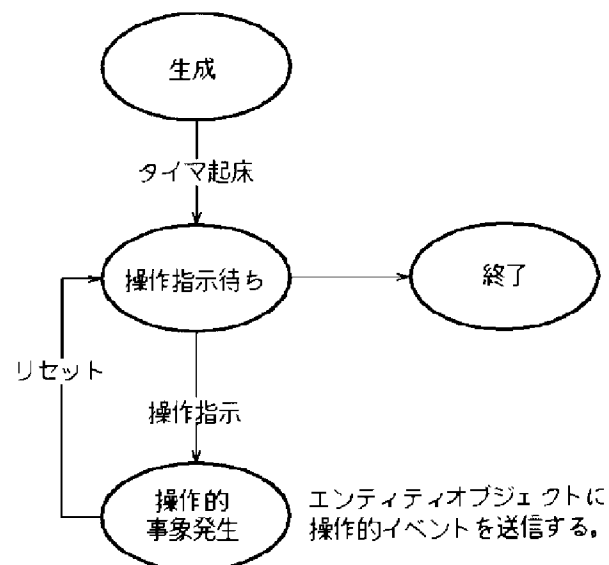 生成
タイマ起床
操作指示待ち
終了
リセット
操作指示
操作的
事象発生
エンティティオブジェクトに
操作的イベントを送信する。